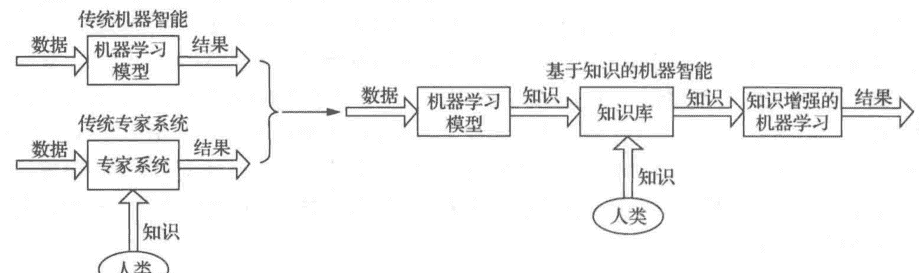 传统机器智能
数据
机器学习
模型
结果
传统专家系统
数据
专家系统
结果
知识
人类
基于知识的机器智能
数据
机器学习
模型
知识
知识库
知识
知识增强的
机器学习
结果
知识
人类